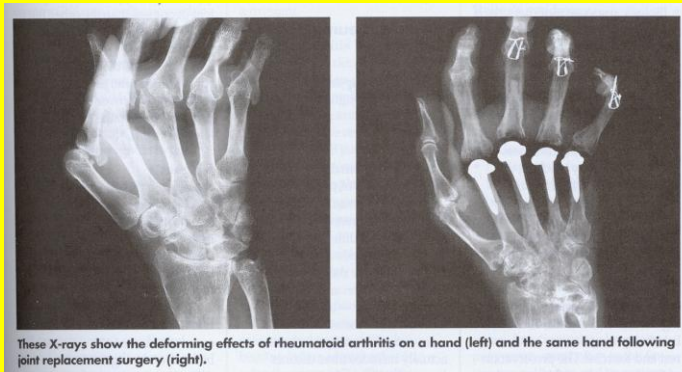 These X-rays show the deforming effects of rheumatoid arthritis on a hand (left) and the same hand following
joint replacement surgery (right).